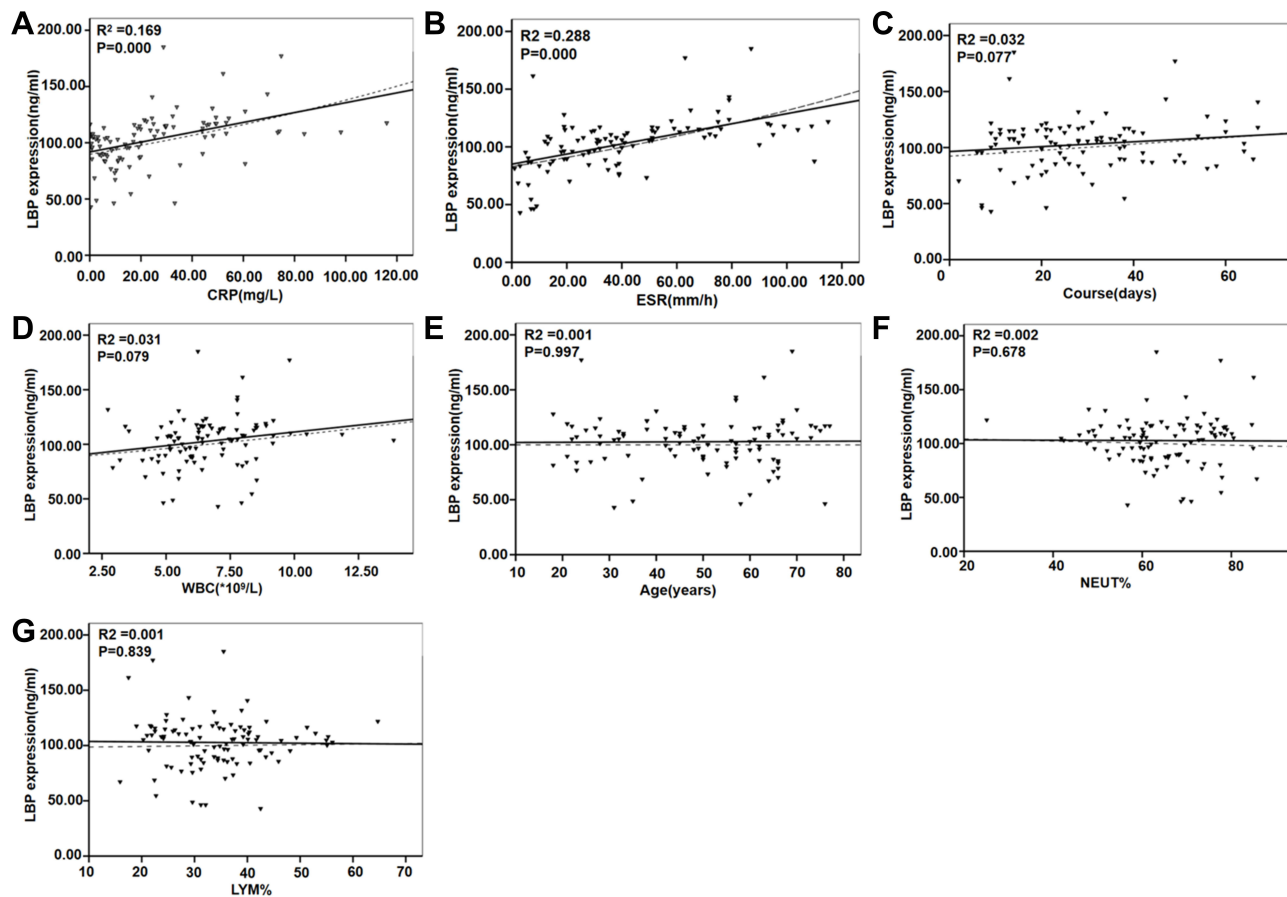 A
R² =0.169
P=0.000
LBP expression(ng/ml)
200.00
150.00
100.00
50.00
0.00
0.00 20.00 40.00 60.00 80.00 100.00 120.00
CRP(mg/L)
B
R2 =0.288
P=0.000
LBP expression(ng/ml)
200.00
150.00
100.00
50.00
0.00
0.00 20.00 40.00 60.00 80.00 100.00 120.00
ESR(mm/h)
C
R2 =0.032
P=0.077
LBP expression(ng/ml)
200.00
150.00
100.00
50.00
0.00
0 20 40 60
Course(days)
D
R2 =0.031
P=0.079
LBP expression(ng/ml)
200.00
150.00
100.00
50.00
0.00
2.50 5.00 7.50 10.00 12.50
WBC(*10⁹/L)
E
R2 =0.001
P=0.997
LBP expression(ng/ml)
200.00
150.00
100.00
50.00
0.00
10 20 30 40 50 60 70 80
Age(years)
F
R2 =0.002
P=0.678
LBP expression(ng/ml)
200.00
150.00
100.00
50.00
0.00
20 40 60 80
NEUT%
G
R2 =0.001
P=0.839
LBP expression(ng/ml)
200.00
150.00
100.00
50.00
0.00
10 20 30 40 50 60 70
LYM%